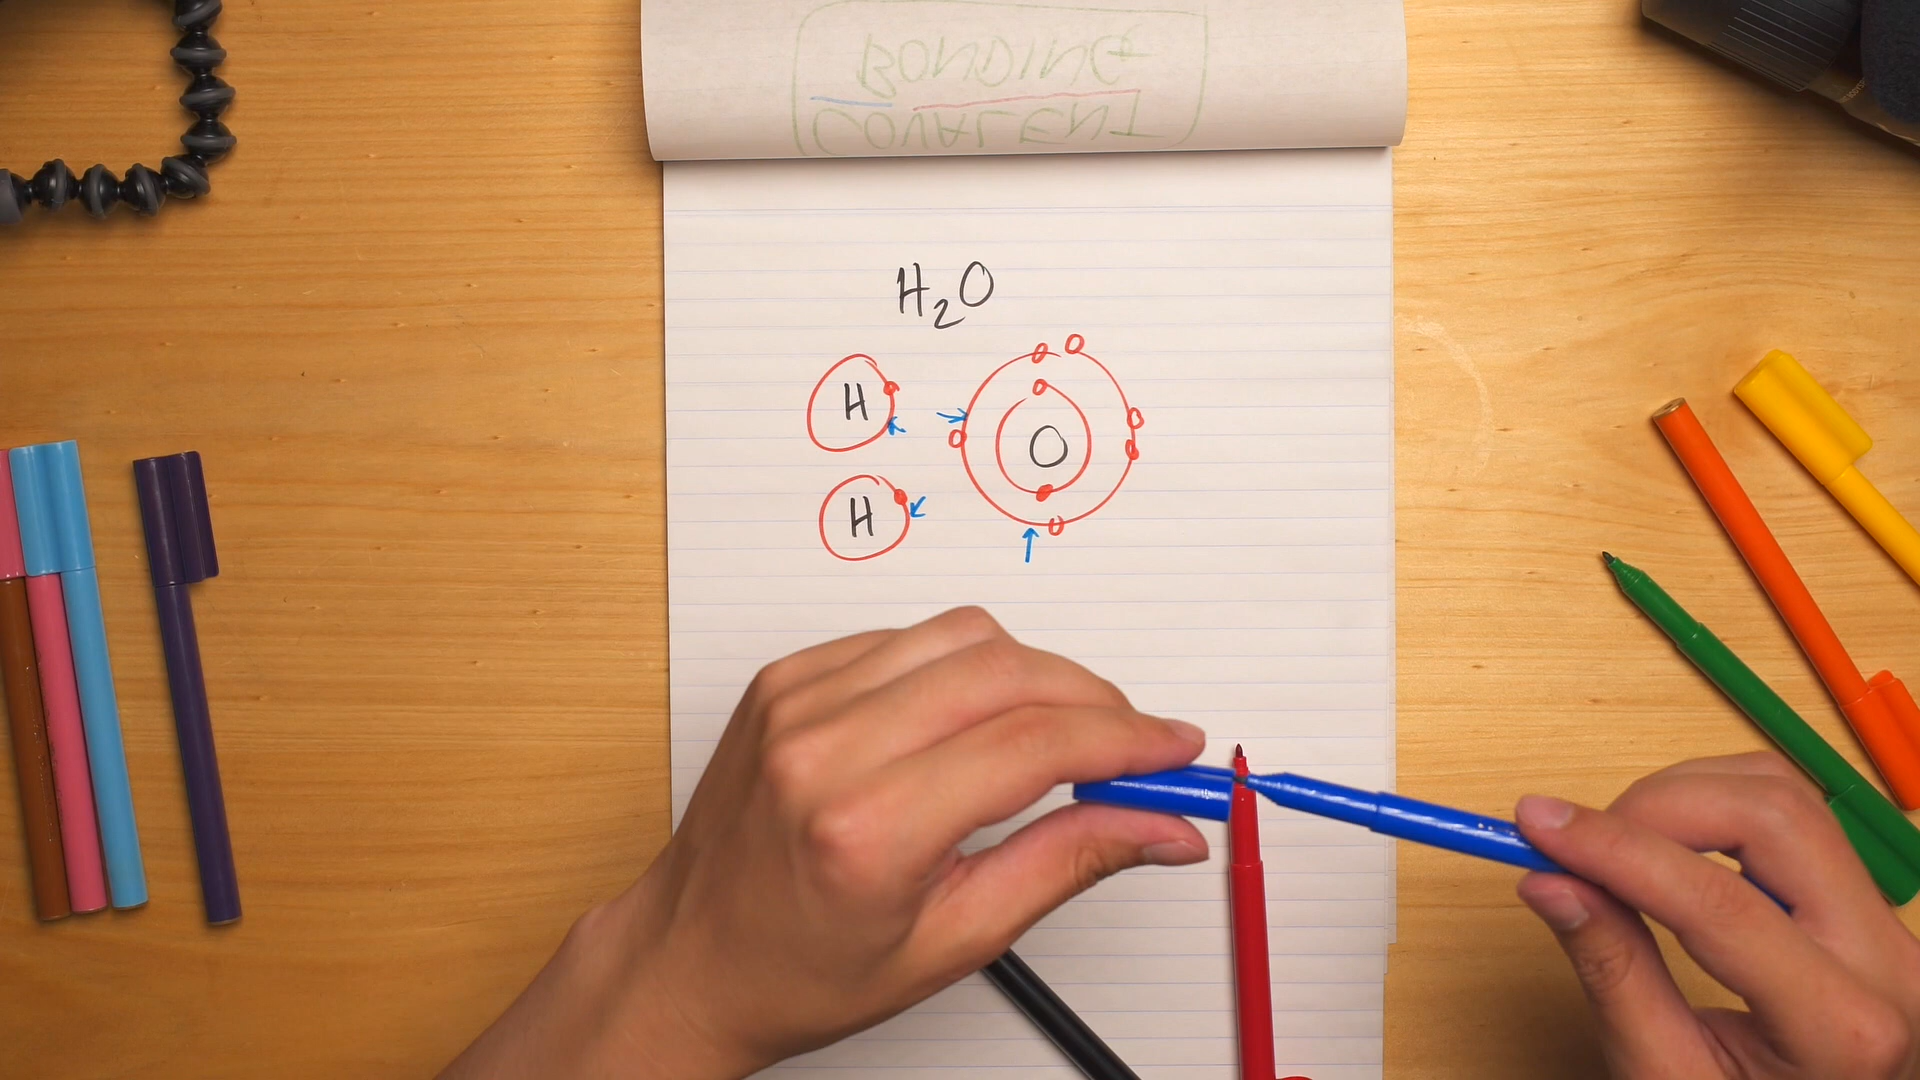 BONDING
COVALENT
H₂O
H
O
H